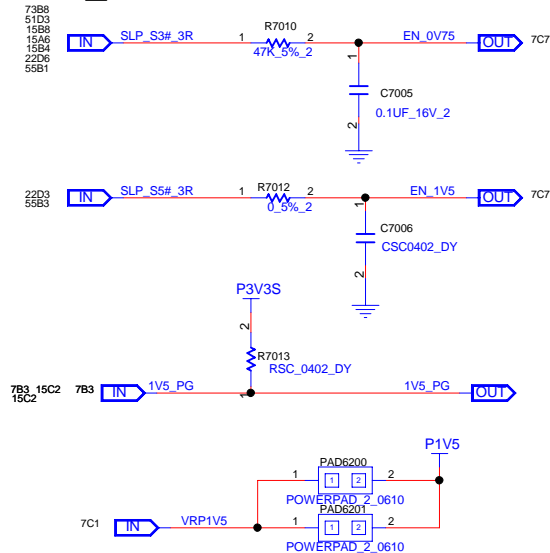 73B8
51D3
15B8
15A6
15B4
22D6
55B1
IN SLP_S3#_3R 1 R7010 2 EN_0V75 OUT 7C7
47K_5%_2
1
C7005
0.1UF_16V_2
2
22D3
55B3
IN SLP_S5#_3R 1 R7012 2 EN_1V5 OUT 7C7
0_5%_2
1
C7006
CSC0402_DY
2
P3V3S
2
R7013
RSC_0402_DY
1
7B3 15C2 7B3 IN 1V5_PG 1V5_PG OUT
15C2
P1V5
PAD6200
1 1 2 2
POWERPAD_2_0610
PAD6201
7C1 IN VRP1V5 1 1 2 2
POWERPAD_2_0610